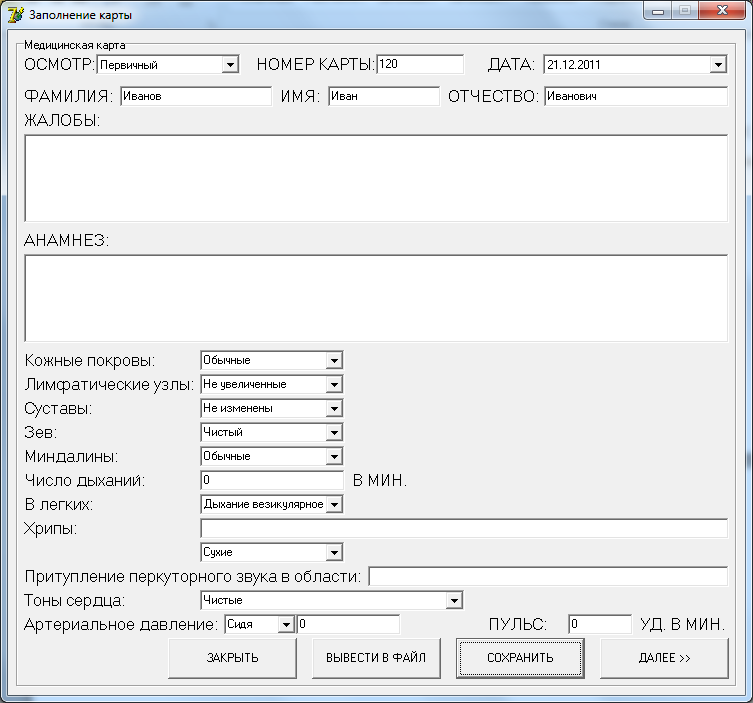 Заполнение карты
Медицинская карта
ОСМОТР: Первичный НОМЕР КАРТЫ: 120 ДАТА: 21.12.2011
ФАМИЛИЯ: Иванов ИМЯ: Иван ОТЧЕСТВО: Иванович
ЖАЛОБЫ:
АНАМНЕЗ:
Кожные покровы: Обычные
Лимфратические узлы: Не увеличенные
Суставы: Не изменены
Зев: Чистый
Миндалины: Обычные
Число дыханий: 0 В МИН.
В легких: Дыхание везикулярное
Хрипы:
Сухие
Притупление перкуторного звука в области:
Тоны сердца: Чистые
Артериальное давление: Сидя 0 ПУЛЬС: 0 УД. В МИН.
ЗАКРЫТЬ ВЫВЕСТИ В ФАЙЛ СОХРАНИТЬ ДАЛЕЕ >>